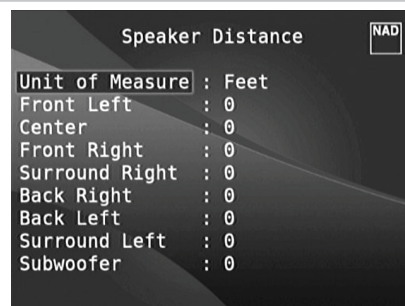 Speaker Distance
NAD
Unit of Measure : Feet
Front Left : 0
Center : 0
Front Right : 0
Surround Right : 0
Back Right : 0
Back Left : 0
Surround Left : 0
Subwoofer : 0